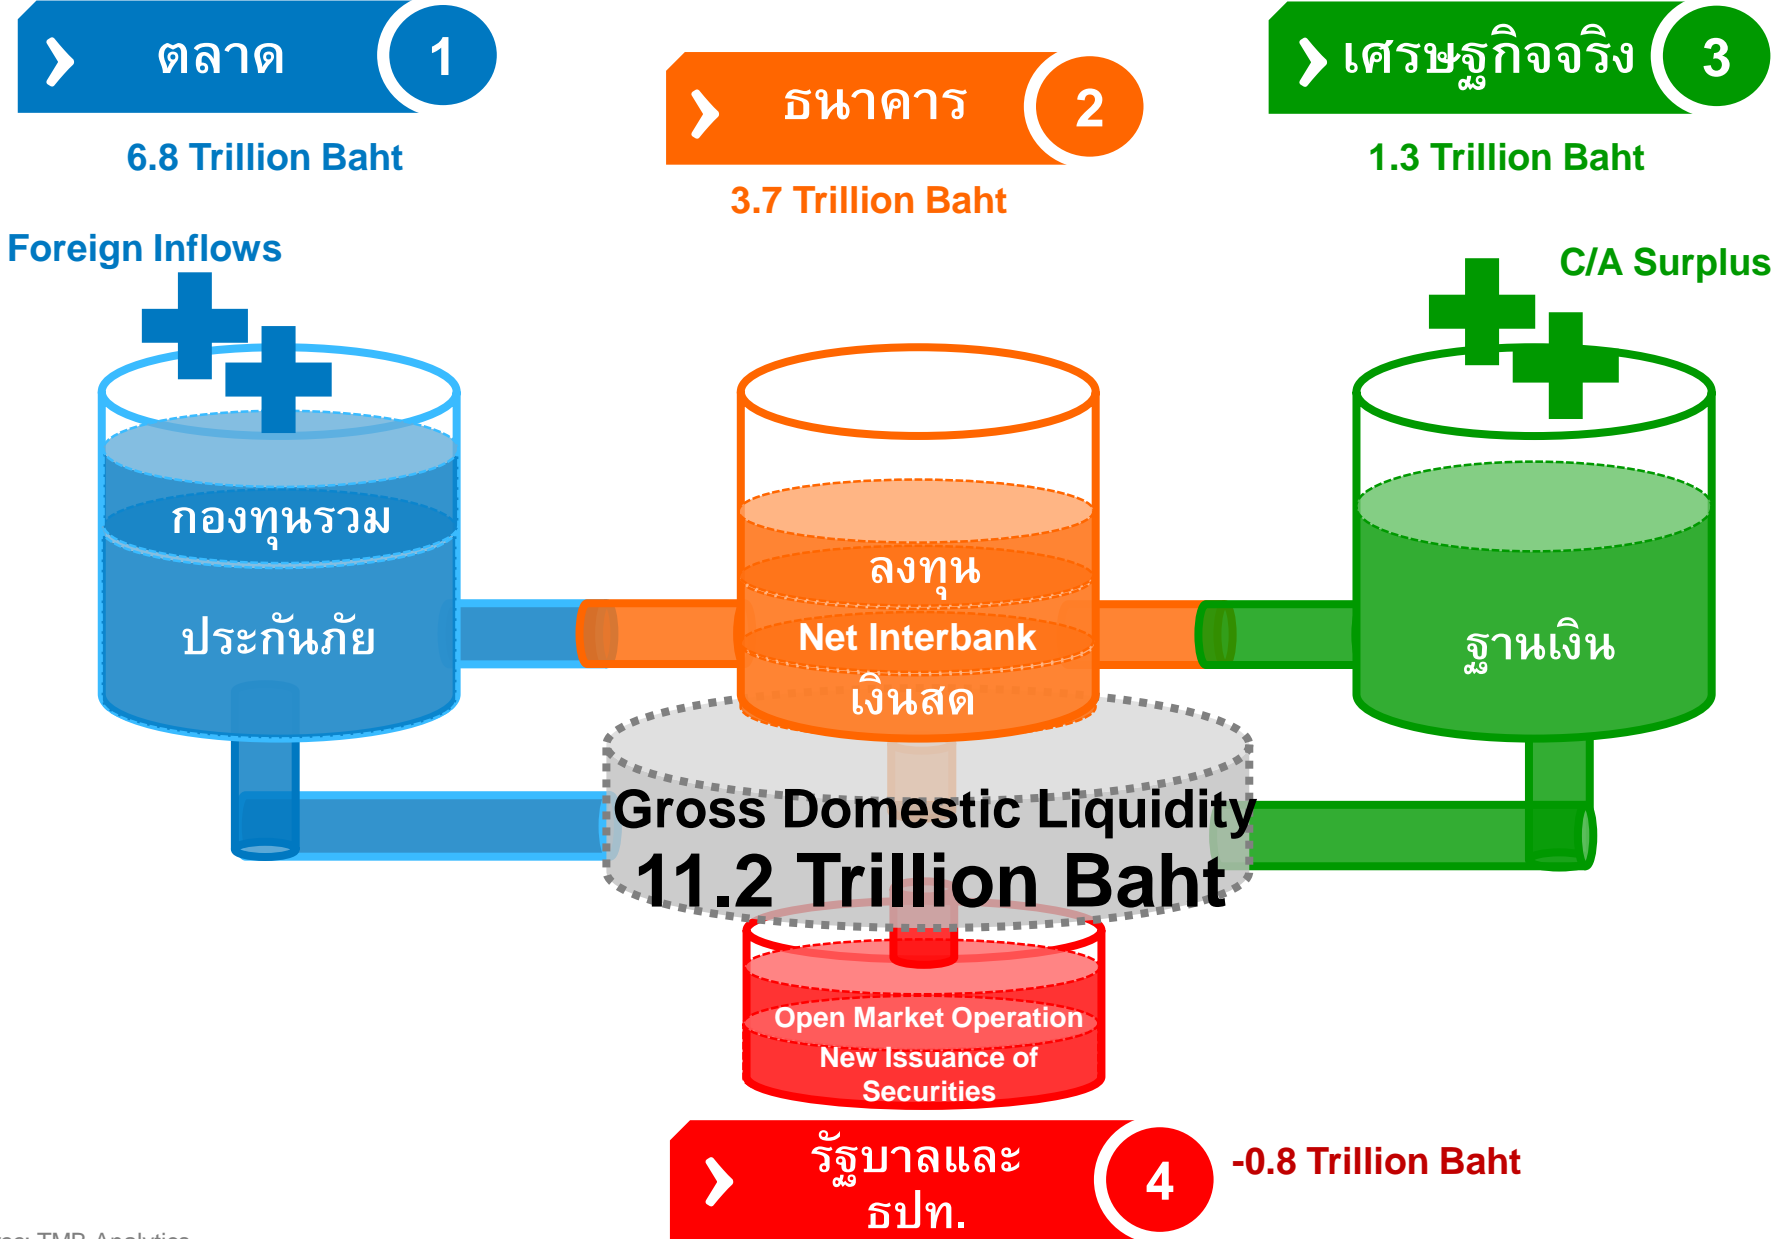 ตลาด
1
6.8 Trillion Baht
ธนาคาร
2
3.7 Trillion Baht
เศรษฐกิจจริง
3
1.3 Trillion Baht
Foreign Inflows
C/A Surplus
กองทุนรวม
ประกันภัย
ลงทุน
Net Interbank
เงินสด
ฐานเงิน
Gross Domestic Liquidity
11.2 Trillion Baht
Open Market Operation
New Issuance of
Securities
รัฐบาลและ
ธปท.
4
-0.8 Trillion Baht
TMB Analytics